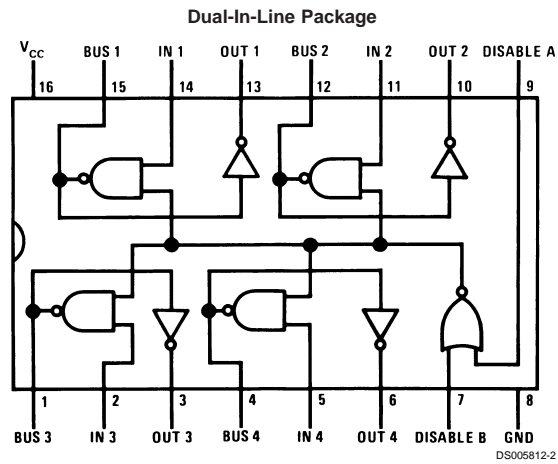 Dual-In-Line Package
VCC BUS 1 IN 1 OUT 1 BUS 2 IN 2 OUT 2 DISABLE A
16 15 14 13 12 11 10 9
1 2 3 4 5 6 7 8
BUS 3 IN 3 OUT 3 BUS 4 IN 4 OUT 4 DISABLE B GND
DS005812-2